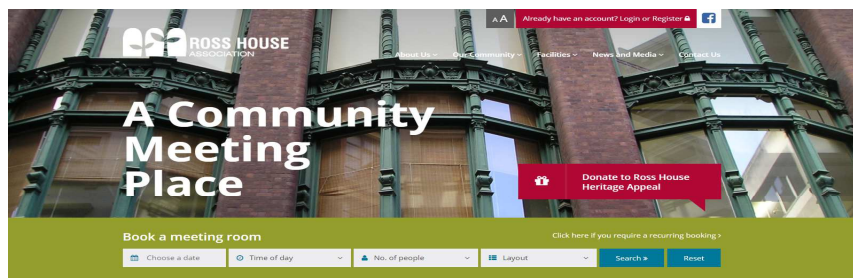 A A
Already have an account? Login or Register
f
ROSS HOUSE
ASSOCIATION
About Us
Our Community
Facilities
News and Media
Contact Us
A Community
Meeting
Place
Donate to Ross House
Heritage Appeal
Book a meeting room
Click here if you require a recurring booking >
Choose a date
Time of day
No. of people
Layout
Search »
Reset